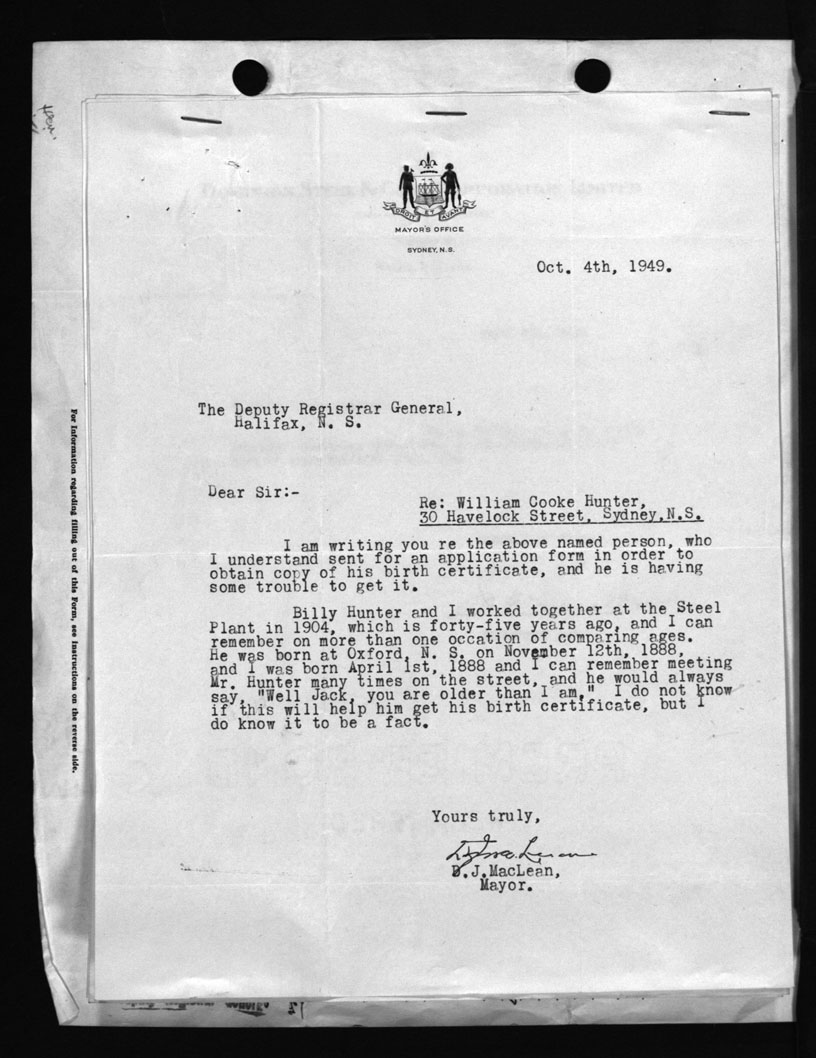 DROIT ET AVANT
MAYOR'S OFFICE
SYDNEY, N.S.
Oct. 4th, 1949.
The Deputy Registrar General,
Halifax, N. S.
Dear Sir:-
Re: William Cooke Hunter,
30 Havelock Street, Sydney,N.S.
I am writing you re the above named person, who
I understand sent for an application form in order to
obtain copy of his birth certificate, and he is having
some trouble to get it.
Billy Hunter and I worked together at the Steel
Plant in 1904, which is forty-five years ago, and I can
remember on more than one occation of comparing ages.
He was born at Oxford, N. S. on November 12th, 1888,
and I was born April 1st, 1888 and I can remember meeting
Mr. Hunter many times on the street, and he would always
say, "Well Jack, you are older than I am." I do not know
if this will help him get his birth certificate, but I
do know it to be a fact.
Yours truly,
D.J.MacLean,
Mayor.
For Information regarding filling out of this Form, see Instructions on the reverse side.